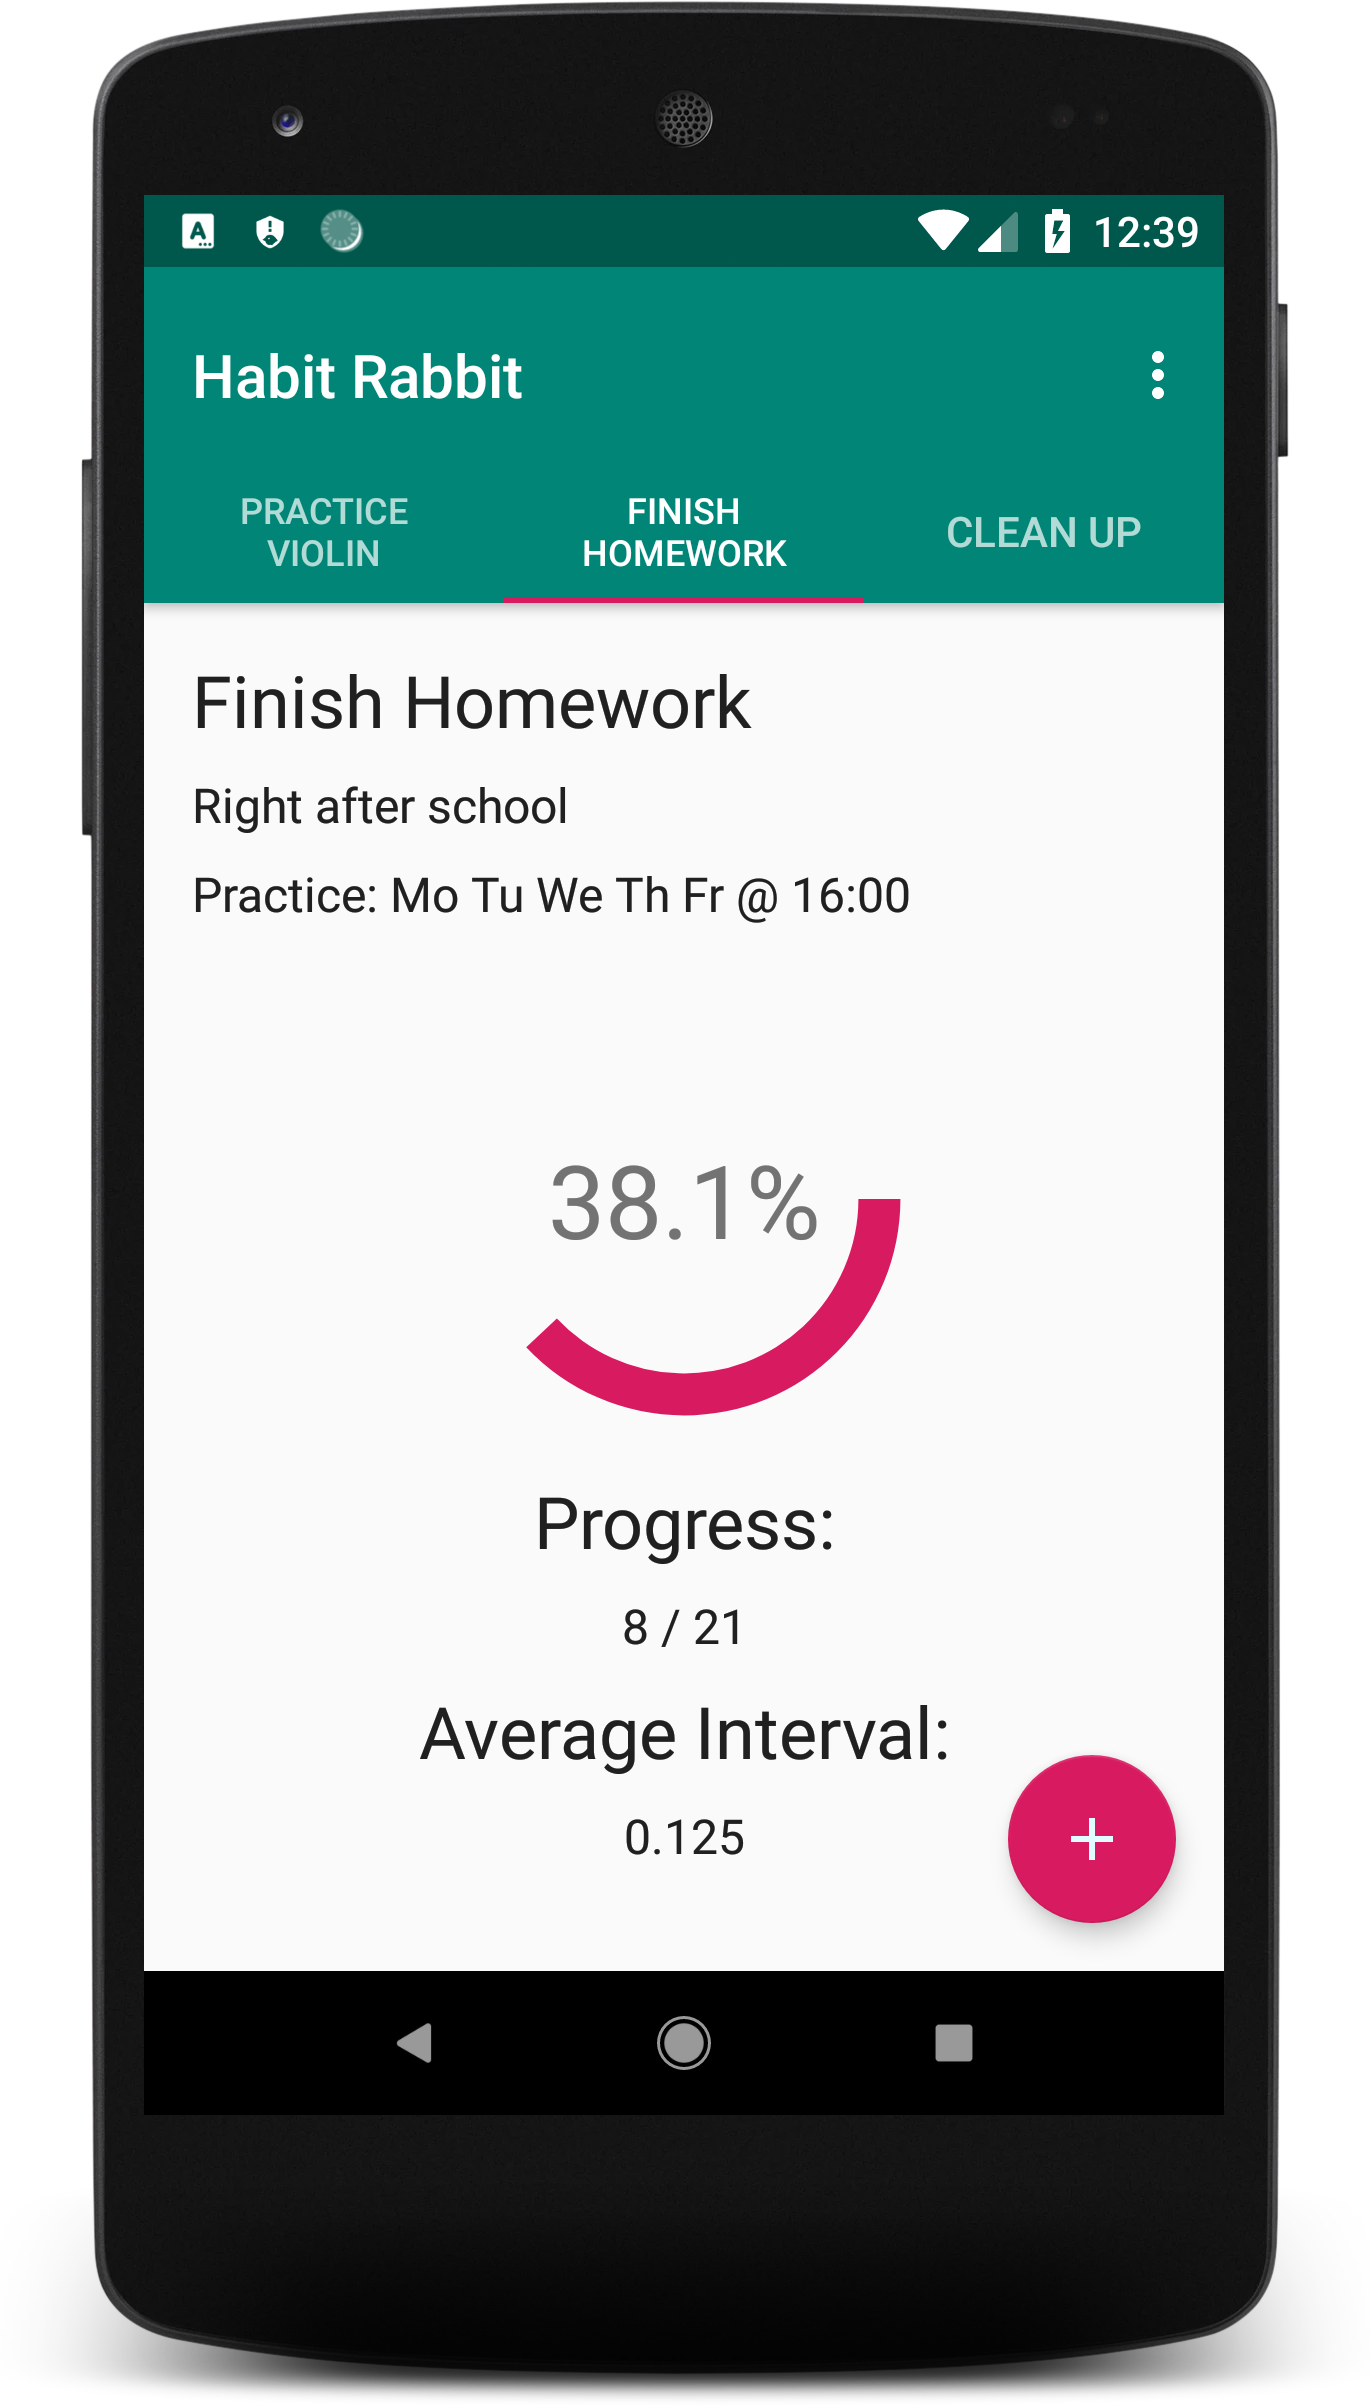 12:39
Habit Rabbit
PRACTICE
VIOLIN
FINISH
HOMEWORK
CLEAN UP
Finish Homework
Right after school
Practice: Mo Tu We Th Fr @ 16:00
38.1%
Progress:
8 / 21
Average Interval:
0.125